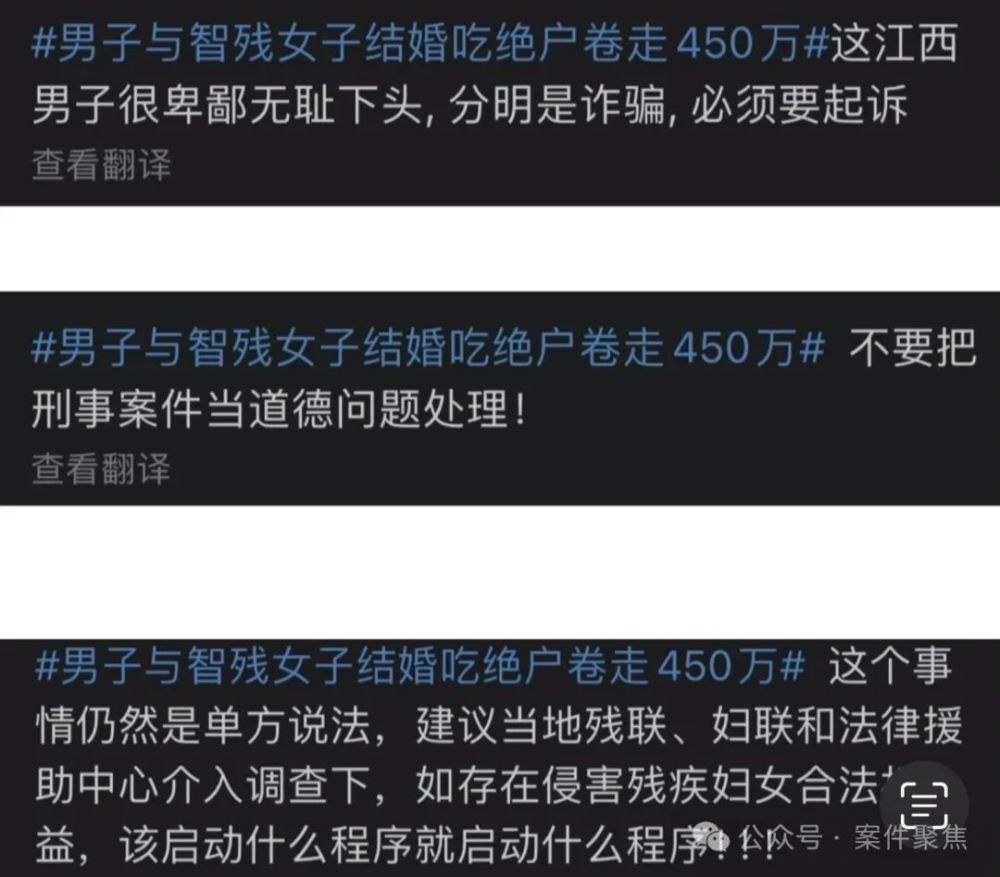 #男子与智残女子结婚吃绝户卷走450万#这江西
男子很卑鄙无耻下头, 分明是诈骗, 必须要起诉
查看翻译
#男子与智残女子结婚吃绝户卷走450万# 不要把
刑事案件当道德问题处理!
查看翻译
#男子与智残女子结婚吃绝户卷走450万# 这个事
情仍然是单方说法，建议当地残联、妇联和法律援
助中心介入调查下，如存在侵害残疾妇女合法
益，该启动什么程序就启动什么程序!!!
公众号 · 案件聚焦